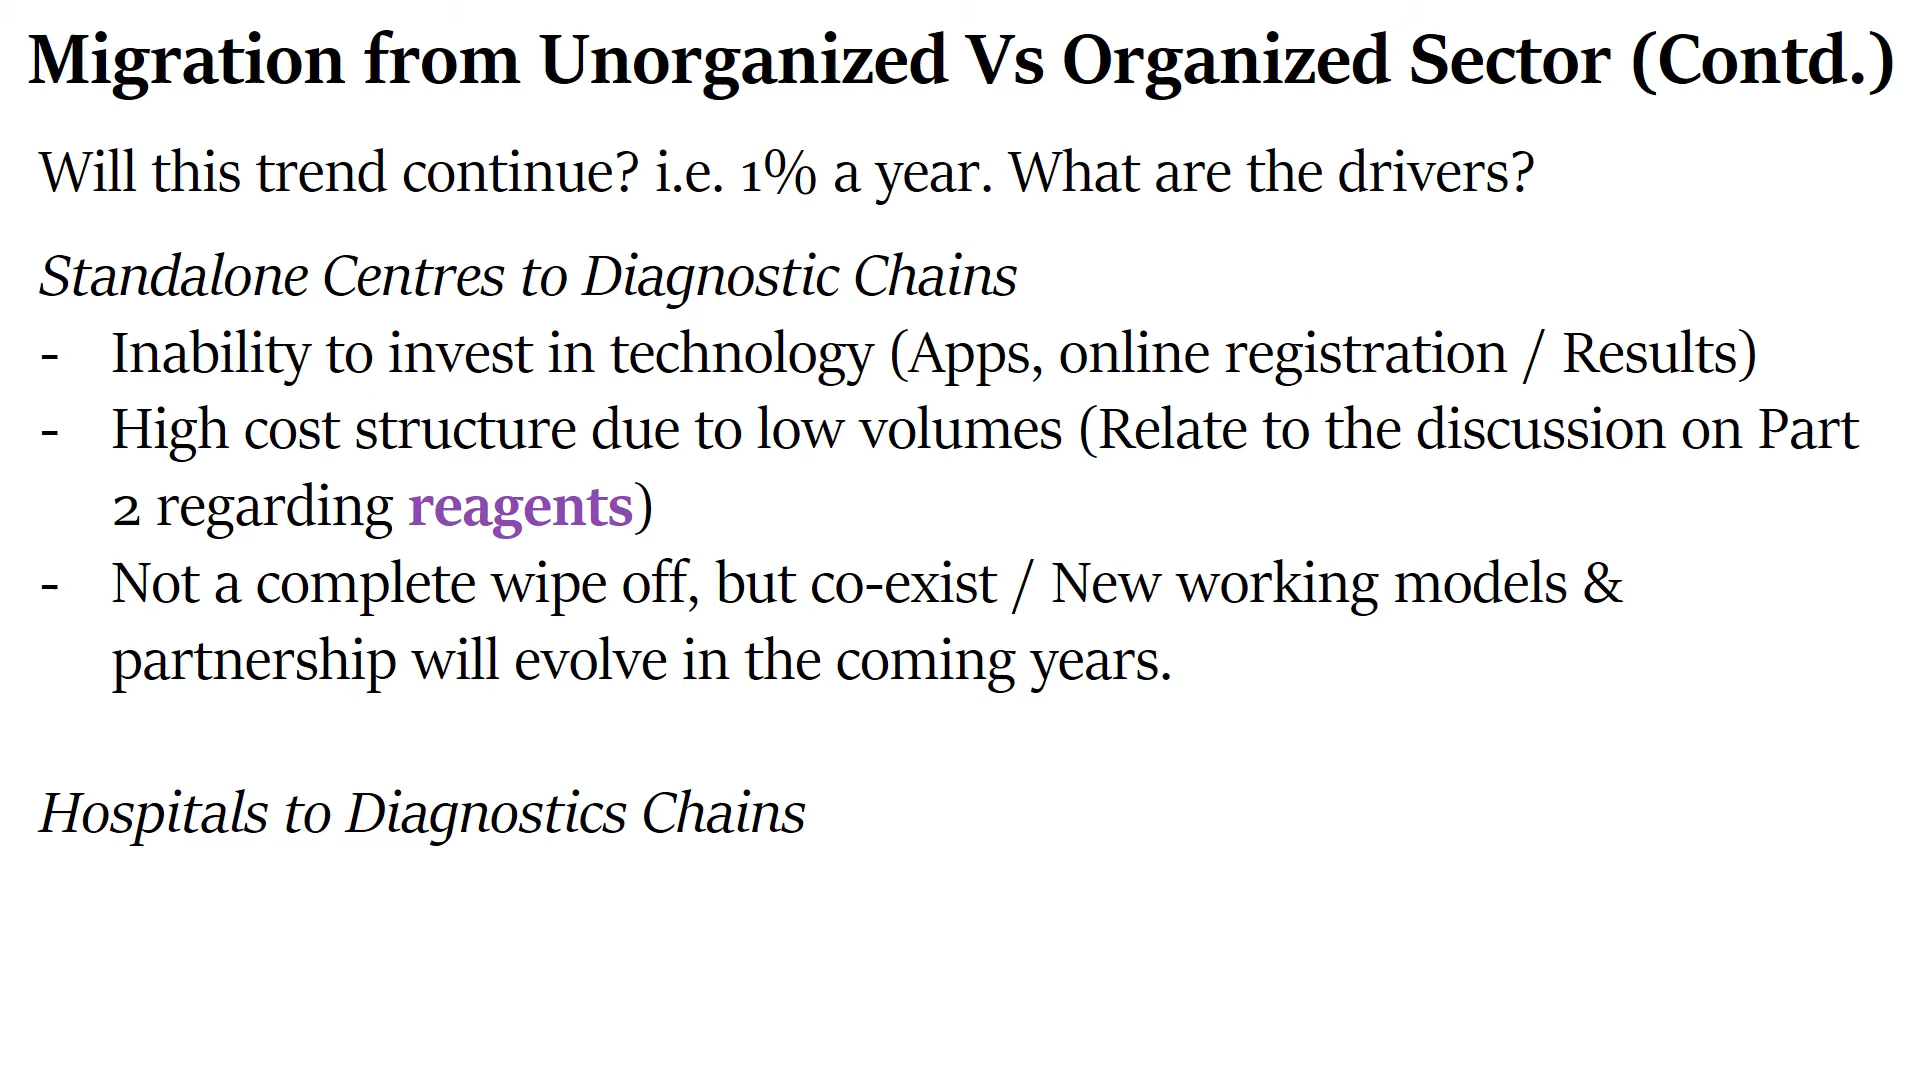 Migration from Unorganized Vs Organized Sector (Contd.)
Will this trend continue? i.e. 1% a year. What are the drivers?
Standalone Centres to Diagnostic Chains
- Inability to invest in technology (Apps, online registration / Results)
- High cost structure due to low volumes (Relate to the discussion on Part
2 regarding reagents)
- Not a complete wipe off, but co-exist / New working models &
partnership will evolve in the coming years.
Hospitals to Diagnostics Chains